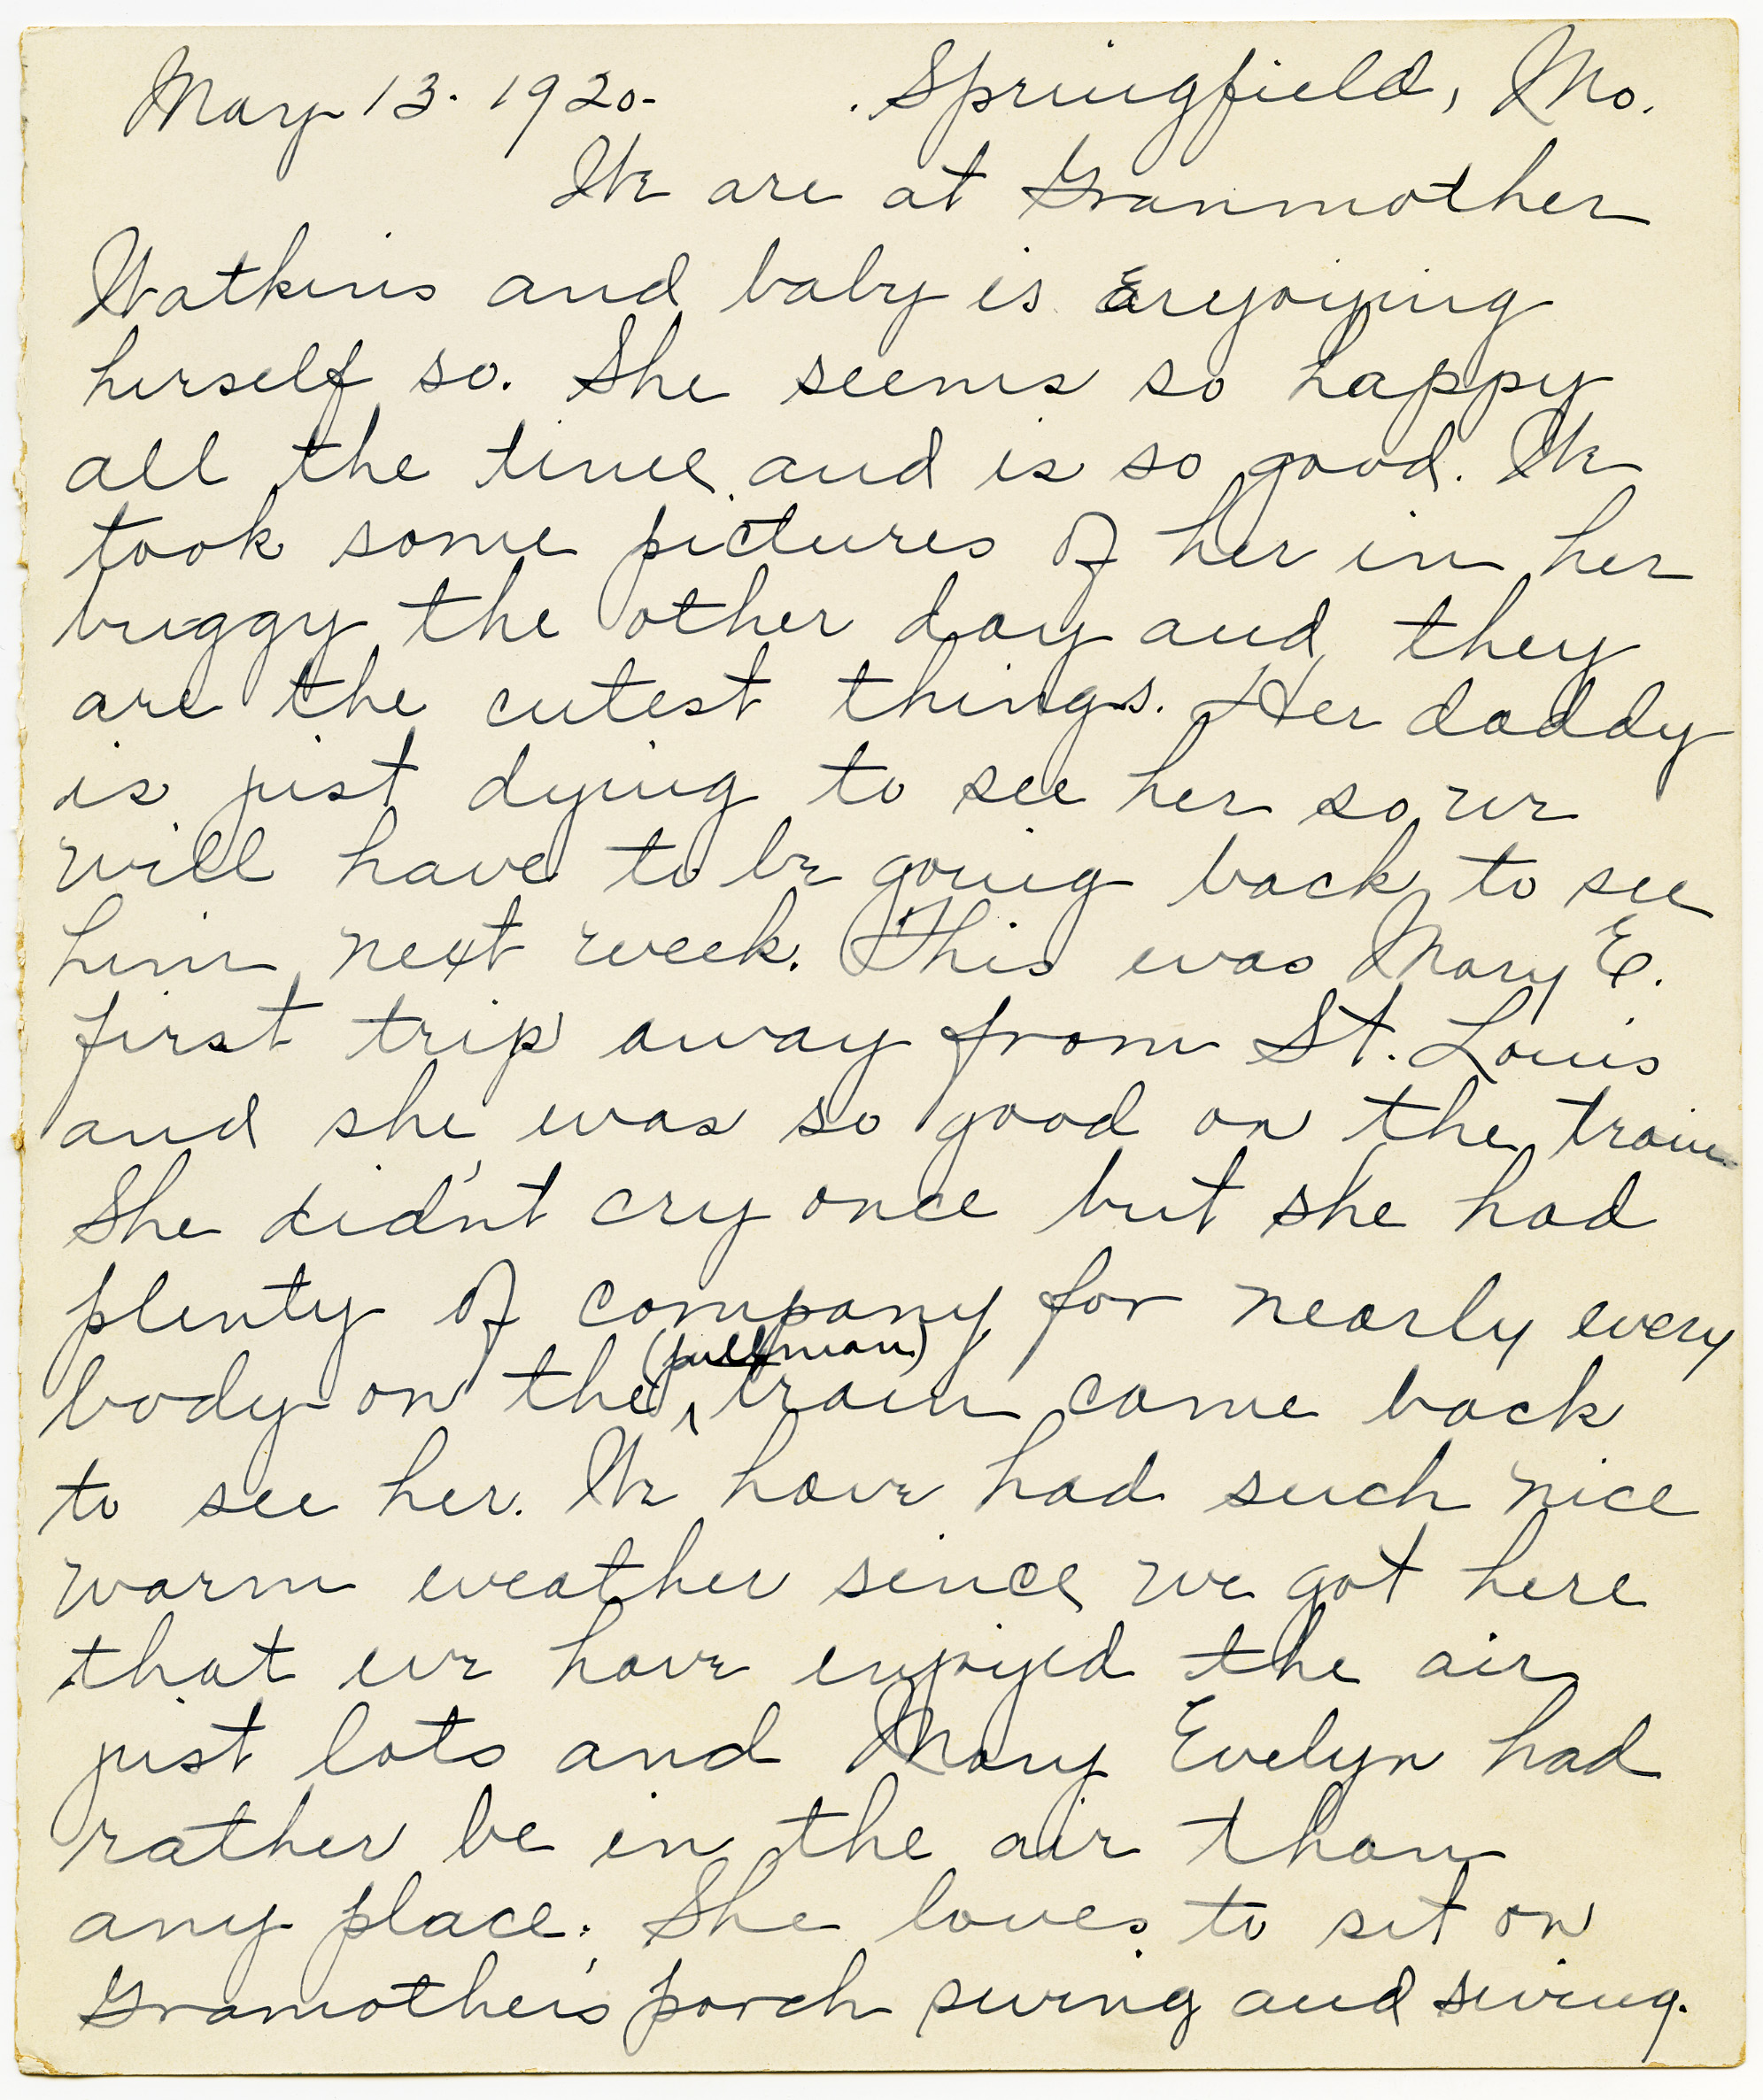 May 13. 1920- Springfield, Mo.
We are at Granmother
Watkins and baby is Enjoying
herself so. She seems so happy
all the time and is so good. We
took some pictures of her in her
buggy the other day and they
are the cutest things. Her daddy
is just dying to see her so we
will have to be going back to see
him next week. This was Mary E.
first trip away from St. Louis
and she was so good on the train
She did'nt cry once but she had
plenty of company for nearly every
(pullman)
body on the train came back
to see her. We have had such nice
warm weather since we got here
that we have enjoyed the air
just lots and Mary Evelyn had
rather be in the air than
any place. She loves to sit on
Gramother's porch swing and swing.